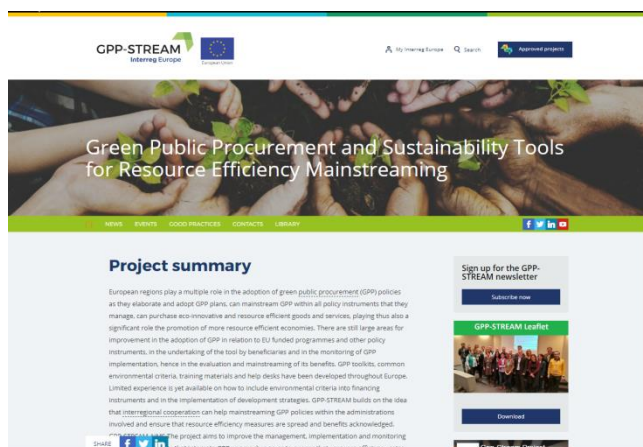 GPP-STREAM
Interreg Europe
European Union
My Interreg Europe
Search
Approved projects
Green Public Procurement and Sustainability Tools
for Resource Efficiency Mainstreaming
NEWS EVENTS GOOD PRACTICES CONTACTS LIBRARY
Project summary
European regions play a multiple role in the adoption of green public procurement (GPP) policies
as they elaborate and adopt GPP plans, can mainstream GPP within all policy instruments that they
manage, can purchase eco-innovative and resource efficient goods and services, playing thus also a
significant role the promotion of more resource efficient economies. There are still large areas for
improvement in the adoption of GPP in relation to EU funded programmes and other policy
instruments, in the undertaking of the tool by beneficiaries and in the monitoring of GPP
implementation, hence in the evaluation and mainstreaming of its benefits. GPP toolkits, common
environmental criteria, training materials and help desks have been developed throughout Europe.
Limited experience is yet available on how to include environmental criteria into financing
instruments and in the implementation of development strategies. GPP-STREAM builds on the idea
that interregional cooperation can help mainstreaming GPP policies within the administrations
involved and ensure that resource efficiency measures are spread and benefits acknowledged.
The project aims to improve the management, implementation and monitoring
SHARE
Sign up for the GPP-
STREAM newsletter
Subscribe now
GPP-STREAM Leaflet
Download
Gpp Stream Project